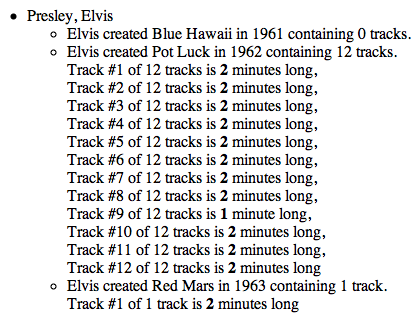 Presley, Elvis
Elvis created Blue Hawaii in 1961 containing 0 tracks.
Elvis created Pot Luck in 1962 containing 12 tracks.
Track #1 of 12 tracks is 2 minutes long,
Track #2 of 12 tracks is 2 minutes long,
Track #3 of 12 tracks is 2 minutes long,
Track #4 of 12 tracks is 2 minutes long,
Track #5 of 12 tracks is 2 minutes long,
Track #6 of 12 tracks is 2 minutes long,
Track #7 of 12 tracks is 2 minutes long,
Track #8 of 12 tracks is 2 minutes long,
Track #9 of 12 tracks is 1 minute long,
Track #10 of 12 tracks is 2 minutes long,
Track #11 of 12 tracks is 2 minutes long,
Track #12 of 12 tracks is 2 minutes long
Elvis created Red Mars in 1963 containing 1 track.
Track #1 of 1 track is 2 minutes long